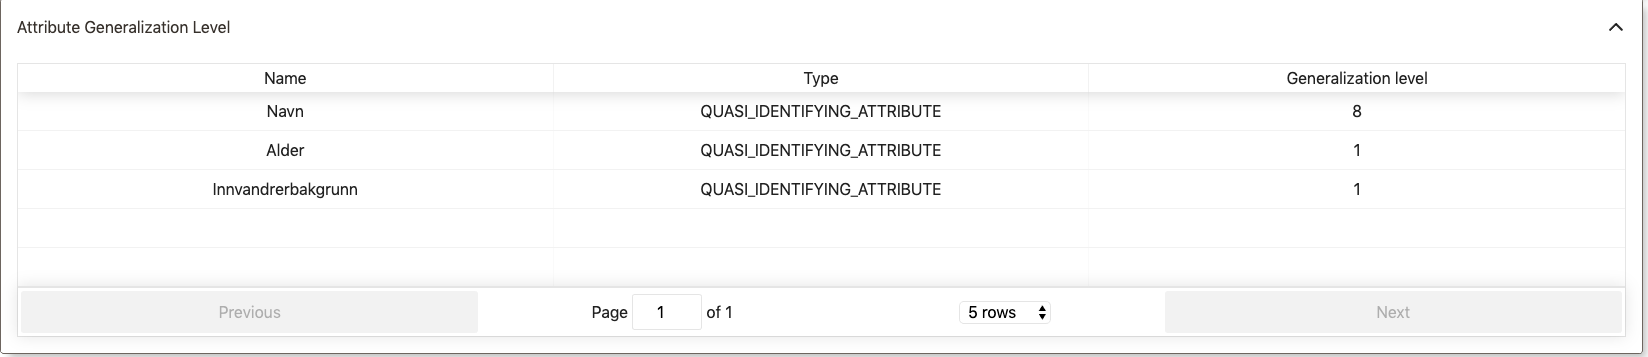 Attribute Generalization Level
Name Type Generalization level
Navn QUASI_IDENTIFYING_ATTRIBUTE 8
Alder QUASI_IDENTIFYING_ATTRIBUTE 1
Innvandrerbakgrunn QUASI_IDENTIFYING_ATTRIBUTE 1
Previous Page 1 of 1 5 rows Next